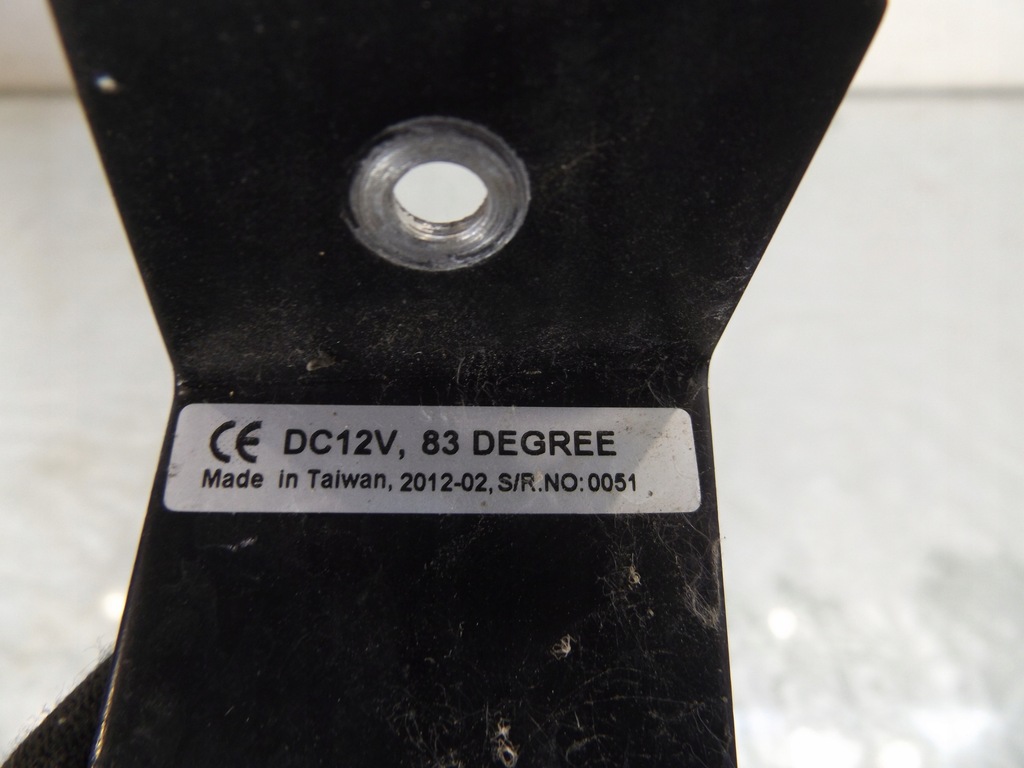 CE DC12V, 83 DEGREE
Made in Taiwan, 2012-02, S/R.NO:0051